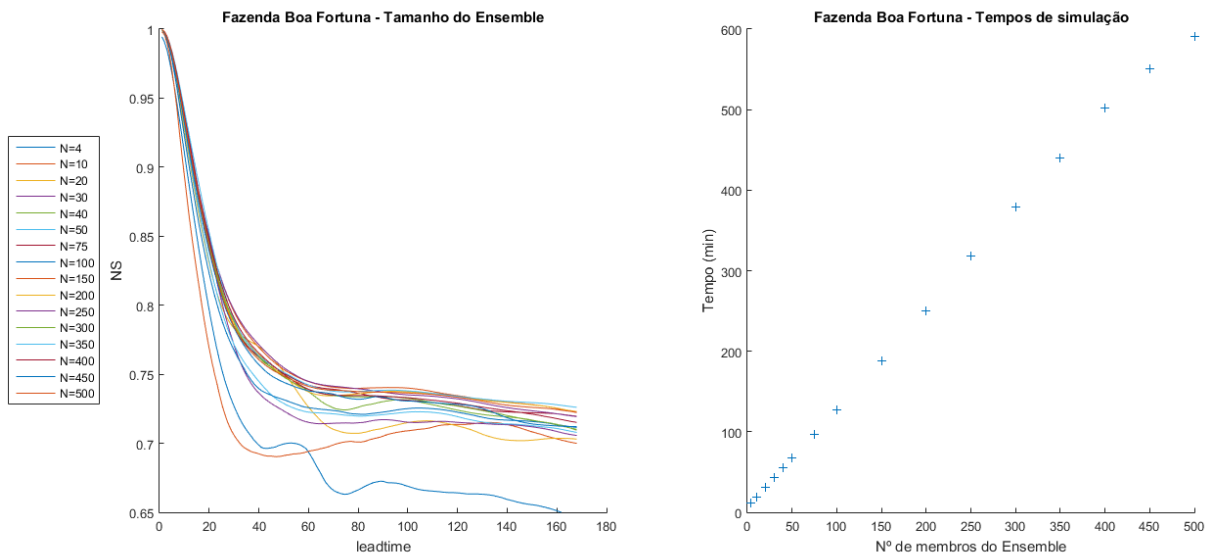 Fazenda Boa Fortuna - Tamanho do Ensemble
1
0.95
0.9
0.85
0.8
0.75
0.7
0.65
NS
0 20 40 60 80 100 120 140 160 180
leadtime
N=4
N=10
N=20
N=30
N=40
N=50
N=75
N=100
N=150
N=200
N=250
N=300
N=350
N=400
N=450
N=500
Fazenda Boa Fortuna - Tempos de simulação
600
500
400
300
200
100
0
Tempo (min)
0 50 100 150 200 250 300 350 400 450 500
Nº de membros do Ensemble